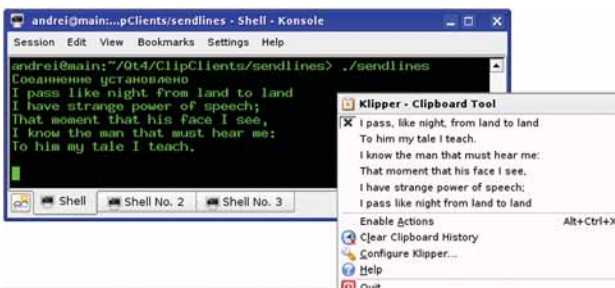 andrei@main:...pClients/sendlines - Shell - Konsole
Session Edit View Bookmarks Settings Help
andrei@main:~/Qt4/ClipClients/sendlines> ./sendlines
Соединение установлено
I pass like night from land to land
I have strange power of speech;
That moment that his face I see,
I know the man that must hear me:
To him my tale I teach.
Shell Shell No. 2 Shell No. 3
Klipper - Clipboard Tool
I pass, like night, from land to land
To him my tale I teach.
I know the man that must hear me:
That moment that his face I see,
I have strange power of speech;
I pass like night from land to land
Enable Actions Alt+Ctrl+X
Clear Clipboard History
Configure Klipper...
Help
Quit